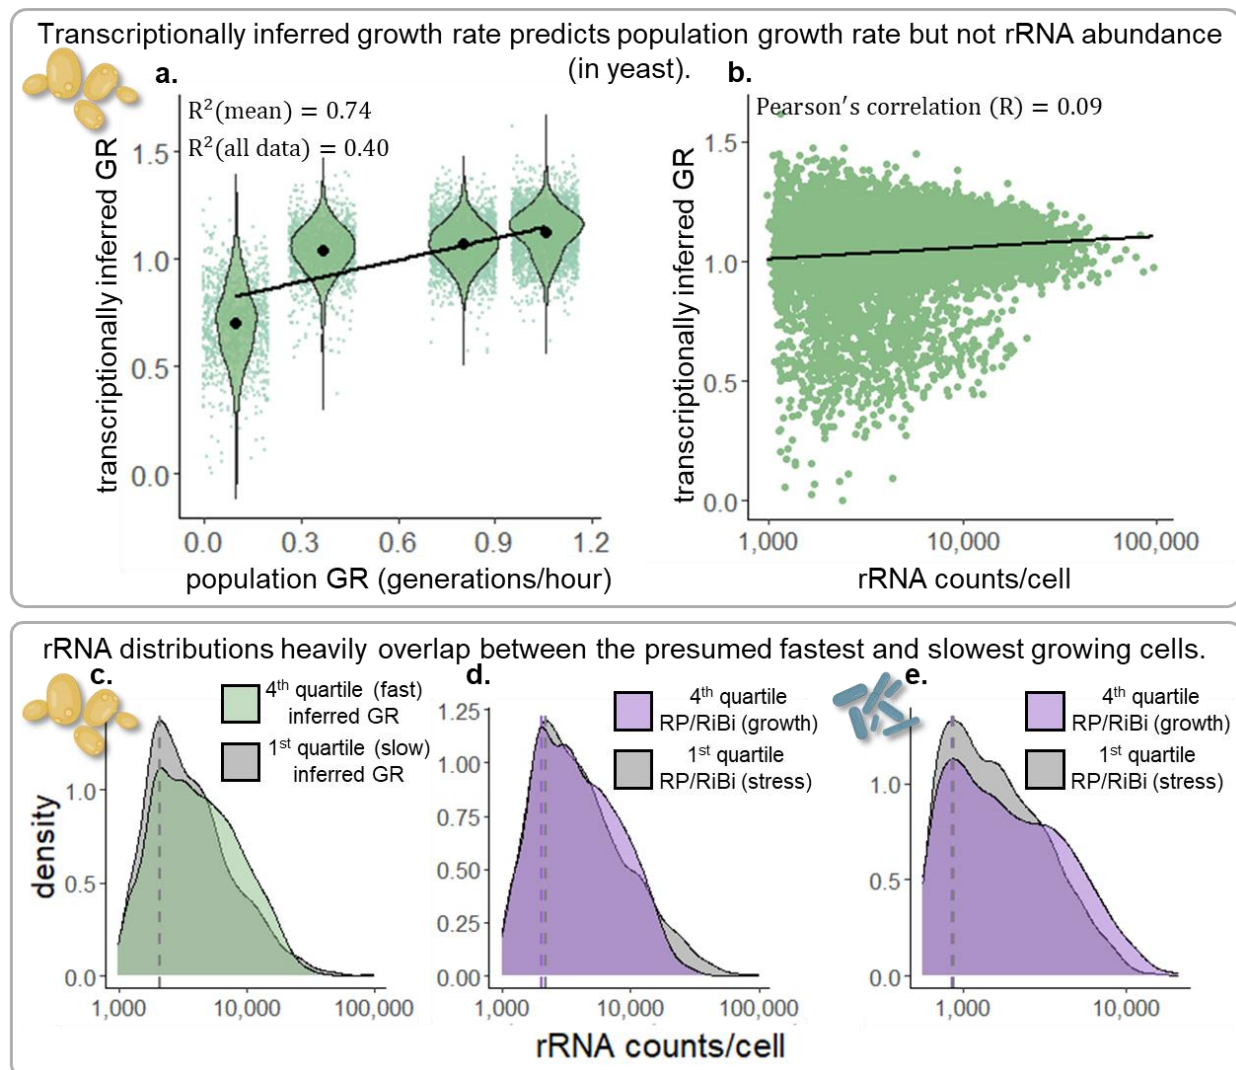 Transcriptionally inferred growth rate predicts population growth rate but not rRNA abundance
(in yeast).
a.
R²(mean) = 0.74
R²(all data) = 0.40
transcriptionally inferred GR
1.5
1.0
0.5
0.0
0.0 0.3 0.6 0.9 1.2
population GR (generations/hour)
b.
Pearson's correlation (R) = 0.09
transcriptionally inferred GR
1.5
1.0
0.5
0.0
1,000 10,000 100,000
rRNA counts/cell
rRNA distributions heavily overlap between the presumed fastest and slowest growing cells.
c.
4th quartile (fast)
inferred GR
1st quartile (slow)
inferred GR
density
1.0
0.5
0.0
1,000 10,000 100,000
d.
4th quartile
RP/RiBi (growth)
1st quartile
RP/RiBi (stress)
1.25
1.00
0.75
0.50
0.25
0.00
1,000 10,000 100,000
e.
4th quartile
RP/RiBi (growth)
1st quartile
RP/RiBi (stress)
1.0
0.5
0.0
1,000 10,000
rRNA counts/cell